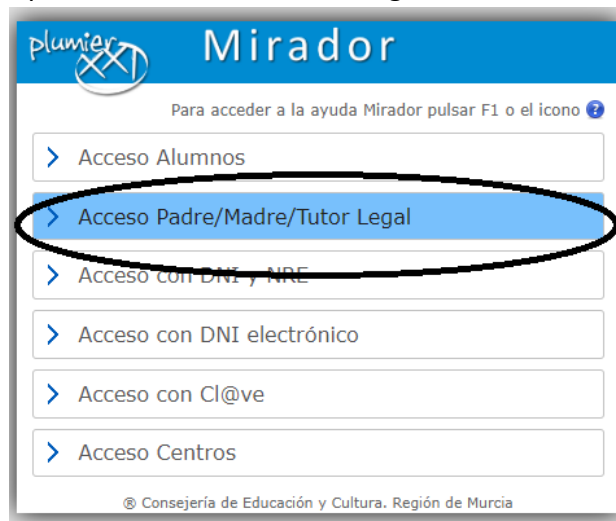 plumier
XXI
Mirador
Para acceder a la ayuda Mirador pulsar F1 o el icono ?
Acceso Alumnos
Acceso Padre/Madre/Tutor Legal
Acceso con DNI y NRE
Acceso con DNI electrónico
Acceso con Cl@ve
Acceso Centros
® Consejería de Educación y Cultura. Región de Murcia